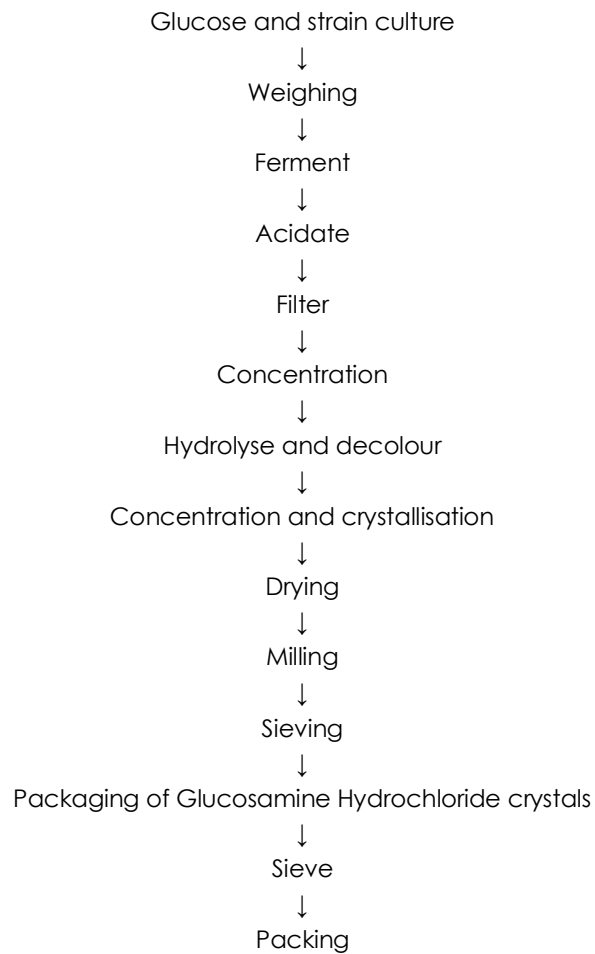 Glucose and strain culture
↓
Weighing
↓
Ferment
↓
Acidate
↓
Filter
↓
Concentration
↓
Hydrolyse and decolour
↓
Concentration and crystallisation
↓
Drying
↓
Milling
↓
Sieving
↓
Packaging of Glucosamine Hydrochloride crystals
↓
Sieve
↓
Packing